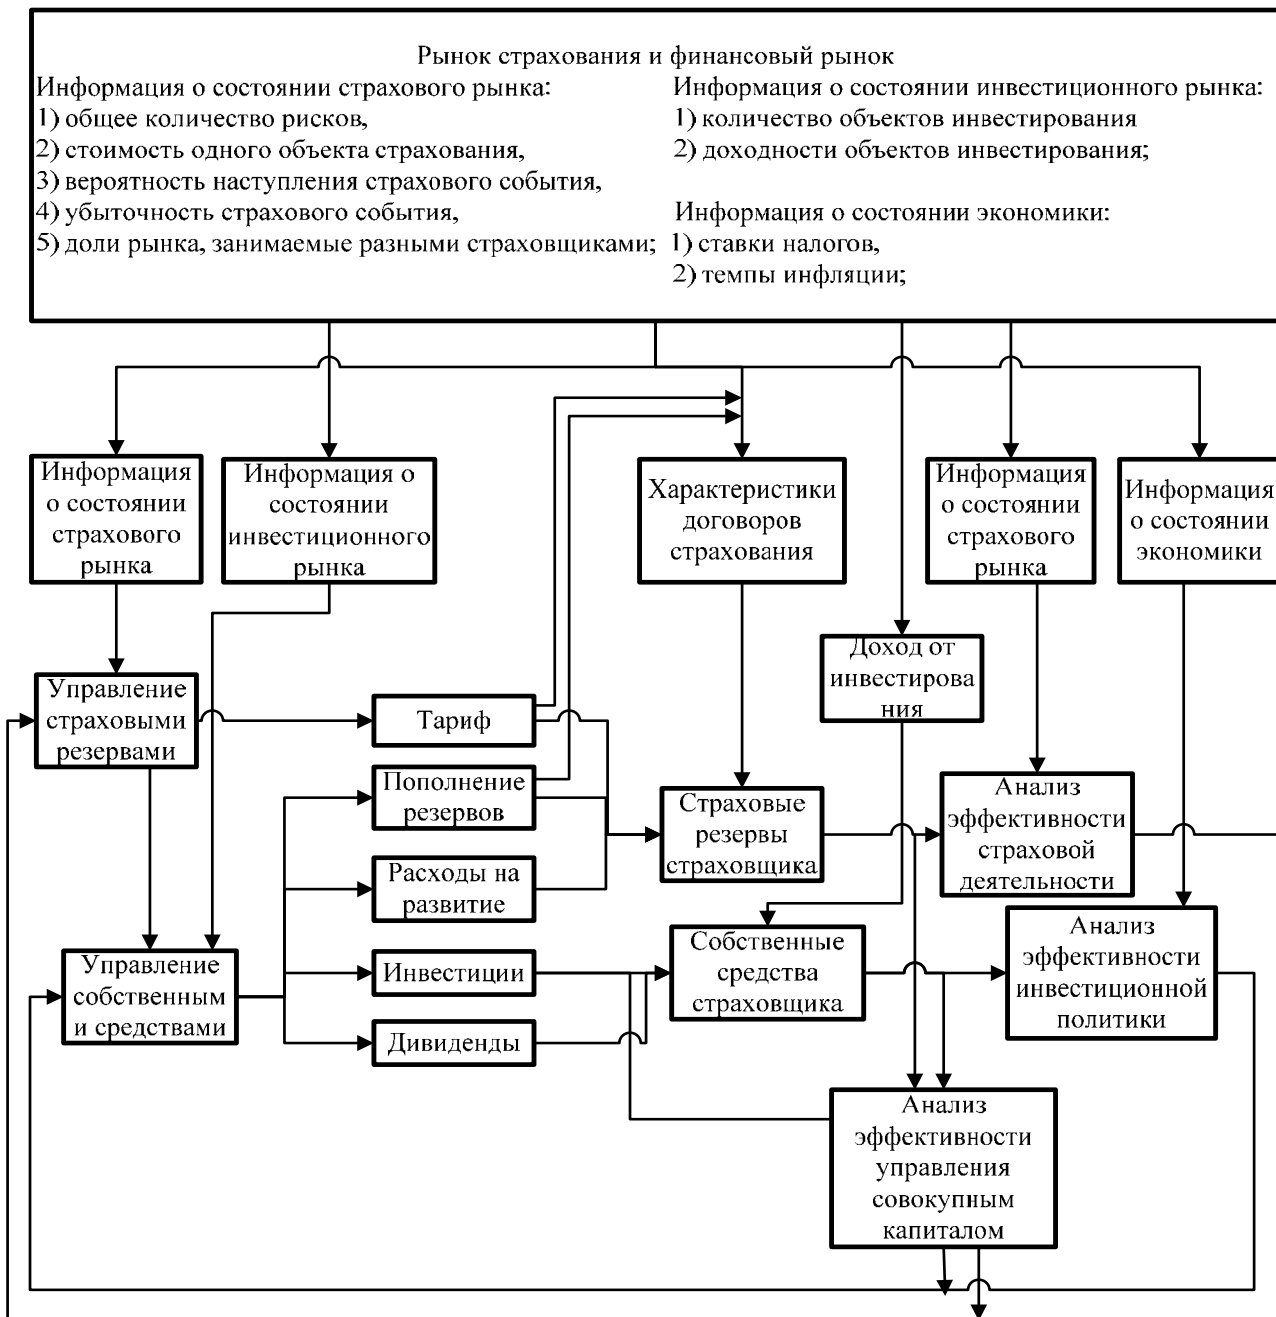 Рынок страхования и финансовый рынок
Информация о состоянии страхового рынка:
1) общее количество рисков,
2) стоимость одного объекта страхования,
3) вероятность наступления страхового события,
4) убыточность страхового события,
5) доли рынка, занимаемые разными страховщиками;
Информация о состоянии инвестиционного рынка:
1) количество объектов инвестирования
2) доходности объектов инвестирования;
Информация о состоянии экономики:
1) ставки налогов,
2) темпы инфляции;
Информация
о состоянии
страхового
рынка
Информация о
состоянии
инвестиционного
рынка
Характеристики
договоров
страхования
Информация
о состоянии
страхового
рынка
Информация
о состоянии
экономики
Доход от
инвестирова
ния
Управление
страховыми
резервами
Тариф
Пополнение
резервов
Расходы на
развитие
Страховые
резервы
страховщика
Анализ
эффективности
страховой
деятельности
Управление
собственным
и средствами
Инвестиции
Дивиденды
Собственные
средства
страховщика
Анализ
эффективности
инвестиционной
политики
Анализ
эффективности
управления
совокупным
капиталом